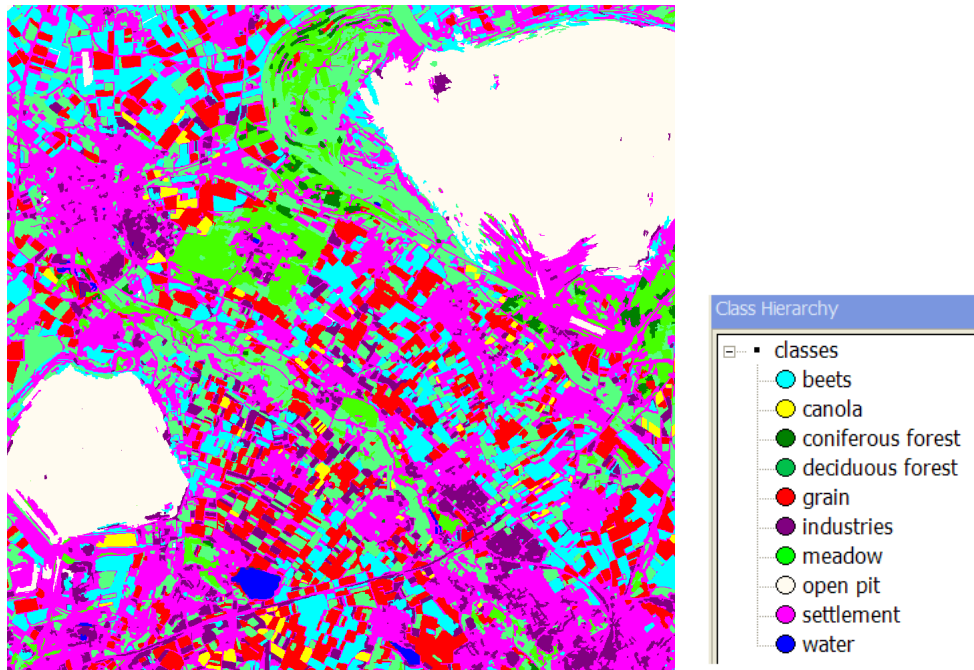 Class Hierarchy
classes
beets
canola
coniferous forest
deciduous forest
grain
industries
meadow
open pit
settlement
water